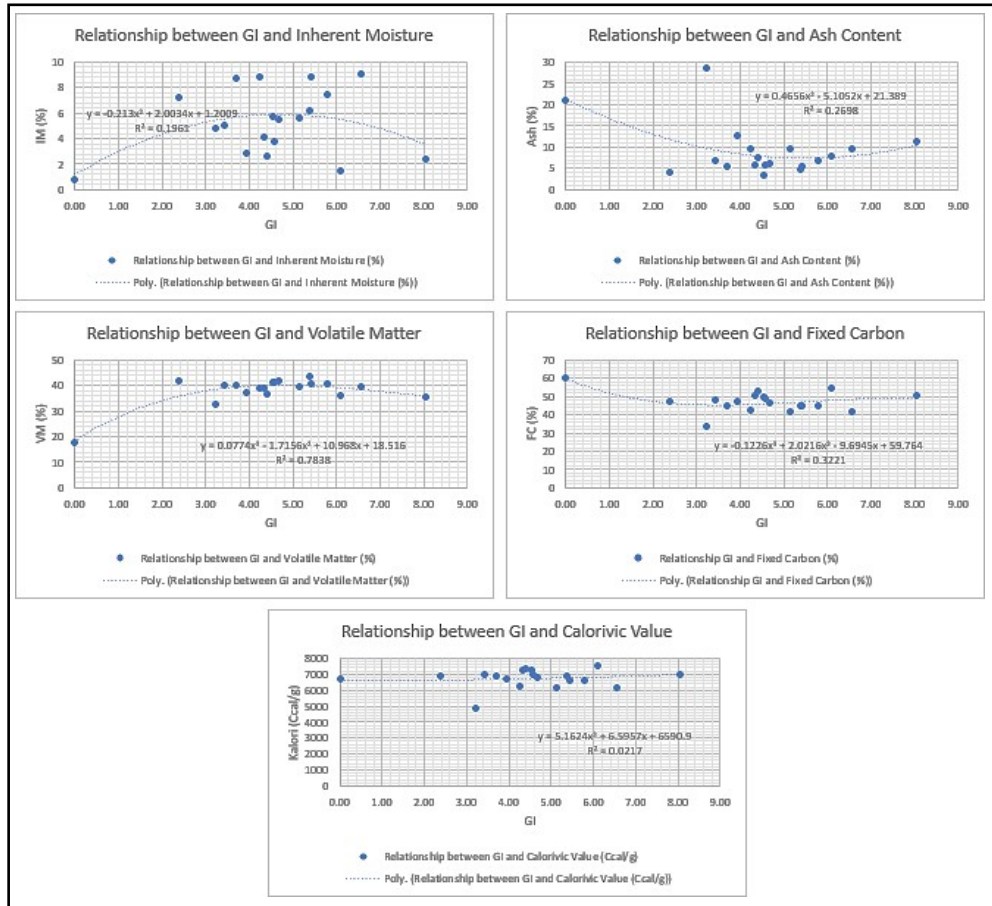 Relationship between GI and Inherent Moisture
10
8
6
4
2
0
IM (%)
y = -0.213x² + 2.0034x + 1.2009
R² = 0.1961
0.00 1.00 2.00 3.00 4.00 5.00 6.00 7.00 8.00 9.00
GI
Relationship between GI and Inherent Moisture (%)
Poly. (Relationship between GI and Inherent Moisture (%))
Relationship between GI and Ash Content
30
25
20
15
10
5
0
Ash (%)
y = 0.4656x² - 5.1052x + 21.389
R² = 0.2698
0.00 1.00 2.00 3.00 4.00 5.00 6.00 7.00 8.00 9.00
GI
Relationship between GI and Ash Content (%)
Poly. (Relationship between GI and Ash Content (%))
Relationship between GI and Volatile Matter
50
40
30
20
10
0
VM (%)
y = 0.0774x³ - 1.7156x² + 10.968x + 18.516
R² = 0.7838
0.00 1.00 2.00 3.00 4.00 5.00 6.00 7.00 8.00 9.00
GI
Relationship between GI and Volatile Matter (%)
Poly. (Relationship between GI and Volatile Matter (%))
Relationship between GI and Fixed Carbon
70
60
50
40
30
20
10
0
FC (%)
y = -0.1226x³ + 2.0216x² - 9.6945x + 59.764
R² = 0.3221
0.00 1.00 2.00 3.00 4.00 5.00 6.00 7.00 8.00 9.00
GI
Relationship GI and Fixed Carbon (%)
Poly. (Relationship GI and Fixed Carbon (%))
Relationship between GI and Calorivic Value
8000
7000
6000
5000
4000
3000
2000
1000
0
Kalori (Ccal/g)
y = 5.1624x² + 6.5957x + 6590.9
R² = 0.0217
0.00 1.00 2.00 3.00 4.00 5.00 6.00 7.00 8.00 9.00
GI
Relationship between GI and Calorivic Value (Ccal/g)
Poly. (Relationship between GI and Calorivic Value (Ccal/g))